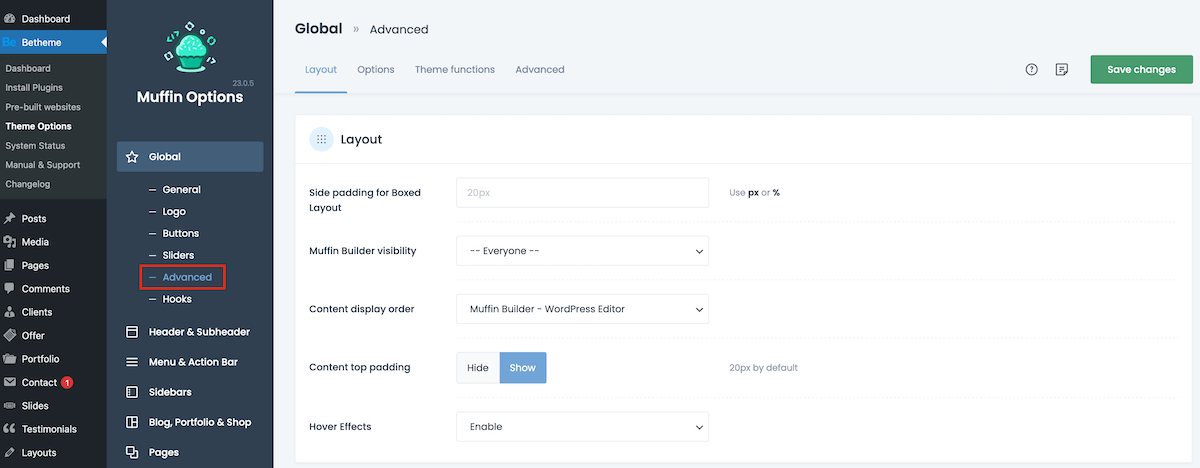 Dashboard
Be Betheme
Dashboard
Install Plugins
Pre-built websites
Theme Options
System Status
Manual & Support
Changelog
Posts
Media
Pages
Comments
Clients
Offer
Portfolio
Contact 1
Slides
Testimonials
Layouts
23.0.5
Muffin Options
Global
– General
– Logo
– Buttons
– Sliders
– Advanced
– Hooks
Header & Subheader
Menu & Action Bar
Sidebars
Blog, Portfolio & Shop
Pages
Global » Advanced
Layout Options Theme functions Advanced
? Save changes
Layout
Side padding for Boxed
Layout
20px
Use px or %
Muffin Builder visibility
-- Everyone --
Content display order
Muffin Builder - WordPress Editor
Content top padding
Hide Show
20px by default
Hover Effects
Enable